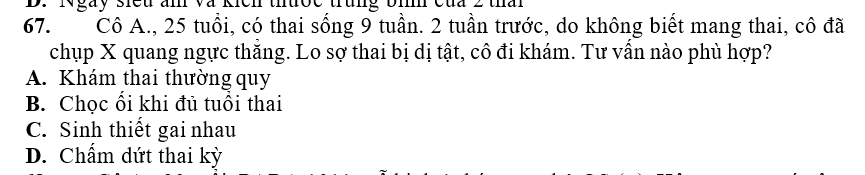 D. Ngày siêu âm và kích thước trung bình của 2 thai
67. Cô A., 25 tuổi, có thai sống 9 tuần. 2 tuần trước, do không biết mang thai, cô đã
chụp X quang ngực thẳng. Lo sợ thai bị dị tật, cô đi khám. Tư vấn nào phù hợp?
A. Khám thai thường quy
B. Chọc ối khi đủ tuổi thai
C. Sinh thiết gai nhau
D. Chấm dứt thai kỳ